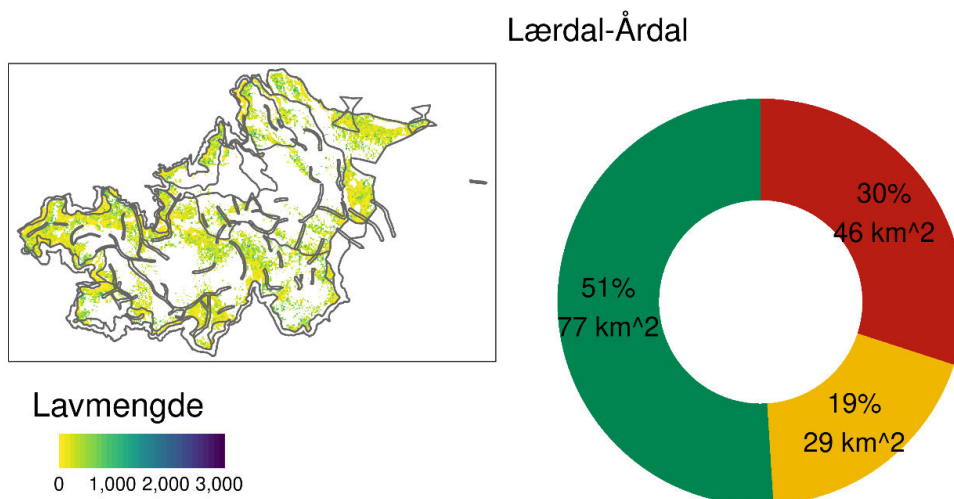 Lærdal-Årdal
30%
46 km^2
51%
77 km^2
19%
29 km^2
Lavmengde
0 1,000 2,000 3,000